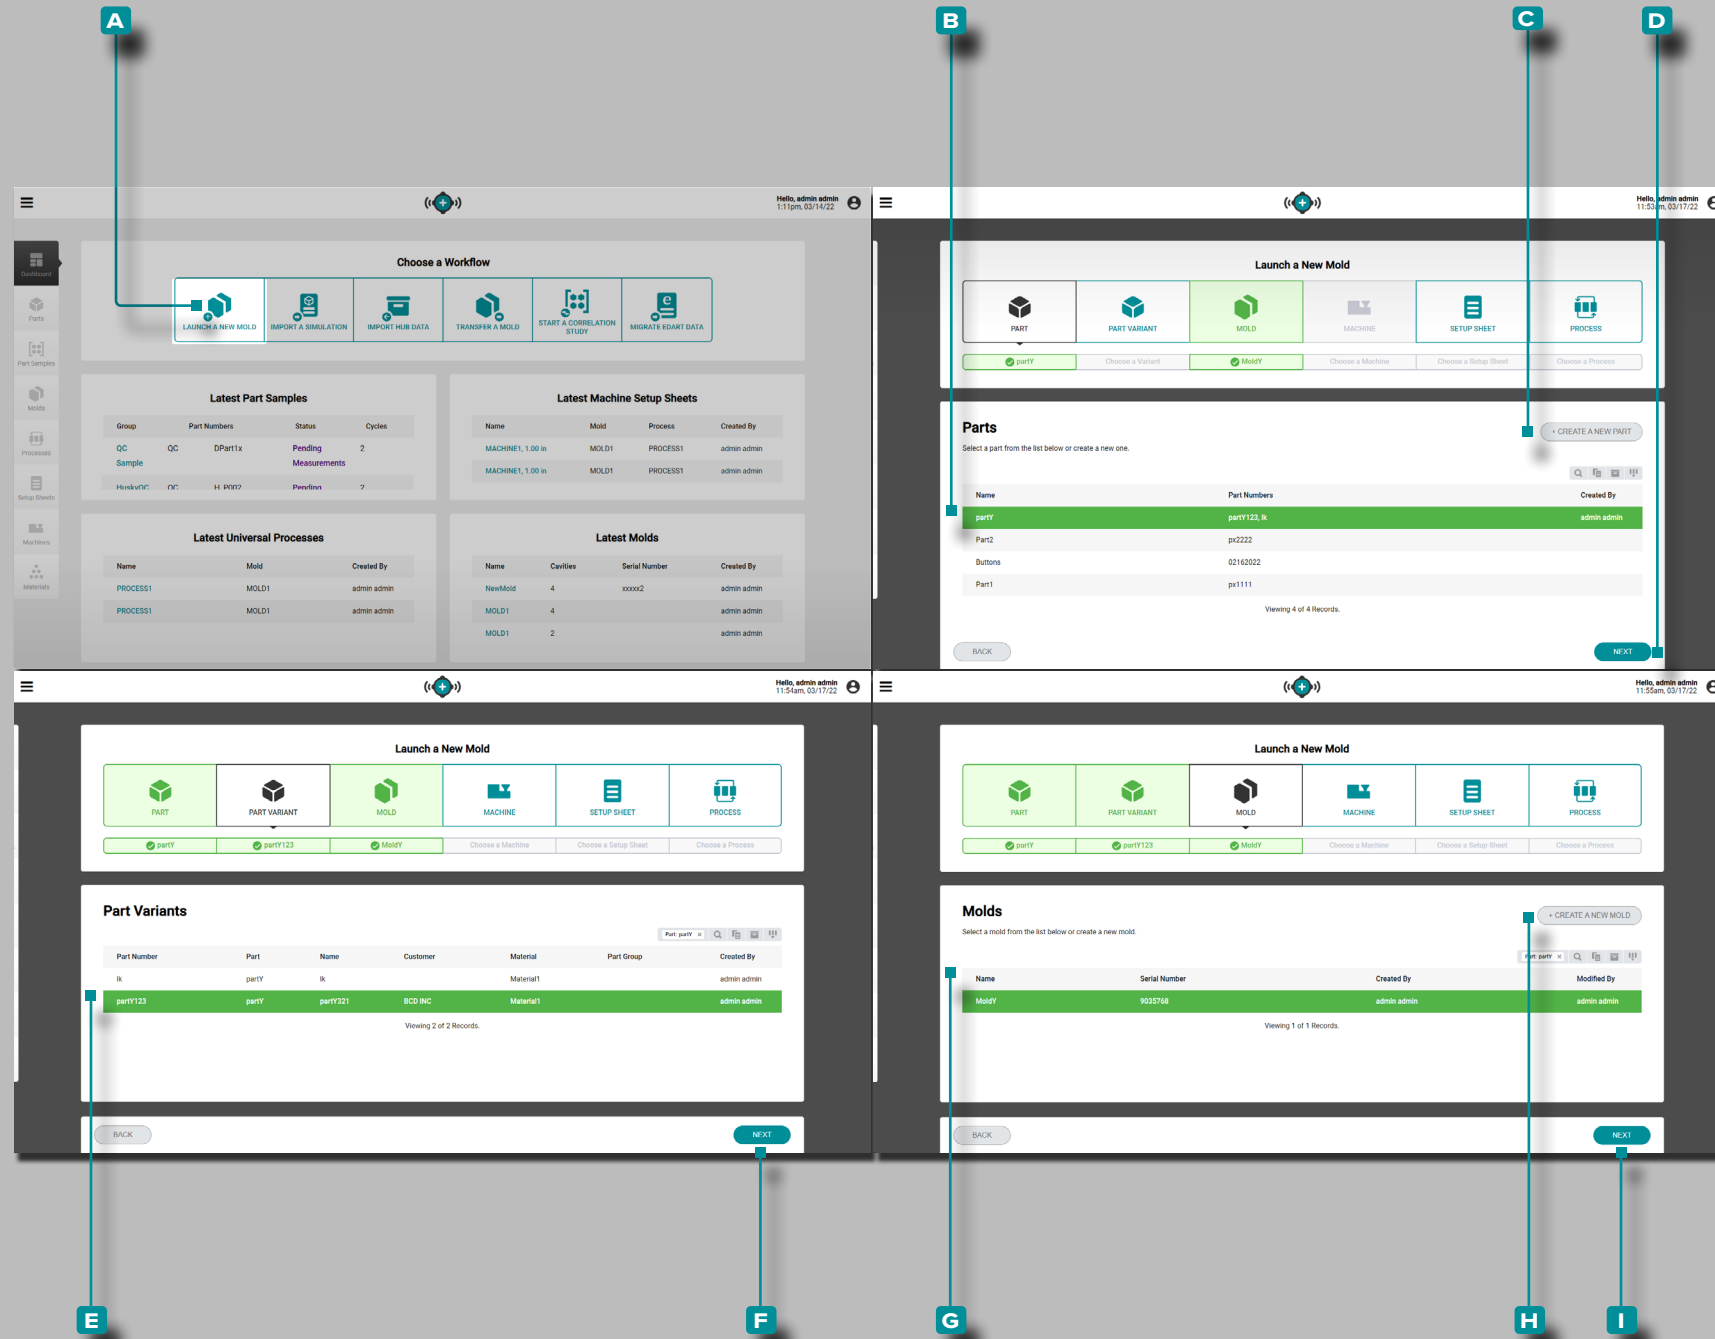 A
B
C
D
Hello, admin admin
1:11pm, 03/14/22
Dashboard
Parts
Part Samples
Molds
Processes
Setup Sheets
Machines
Materials
Choose a Workflow
LAUNCH A NEW MOLD
IMPORT A SIMULATION
IMPORT HUB DATA
TRANSFER A MOLD
START A CORRELATION
STUDY
MIGRATE EDART DATA
Latest Part Samples
Group Part Numbers Status Cycles
QC QC DPart1x Pending 2
Sample Measurements
HuskyQC QC H_P002 Pending 2
Latest Machine Setup Sheets
Name Mold Process Created By
MACHINE1, 1.00 in MOLD1 PROCESS1 admin admin
MACHINE1, 1.00 in MOLD1 PROCESS1 admin admin
Latest Universal Processes
Name Mold Created By
PROCESS1 MOLD1 admin admin
PROCESS1 MOLD1 admin admin
Latest Molds
Name Cavities Serial Number Created By
NewMold 4 xxxxx2 admin admin
MOLD1 4 admin admin
MOLD1 2 admin admin
Hello, admin admin
11:53am, 03/17/22
Launch a New Mold
PART PART VARIANT MOLD MACHINE SETUP SHEET PROCESS
partY Choose a Variant MoldY Choose a Machine Choose a Setup Sheet Choose a Process
Parts
+ CREATE A NEW PART
Select a part from the list below or create a new one.
Name Part Numbers Created By
partY partY123, lk admin admin
Part2 px2222
Buttons 02162022
Part1 px1111
Viewing 4 of 4 Records.
BACK NEXT
Hello, admin admin
11:54am, 03/17/22
Launch a New Mold
PART PART VARIANT MOLD MACHINE SETUP SHEET PROCESS
partY partY123 MoldY Choose a Machine Choose a Setup Sheet Choose a Process
Part Variants
Part: partY ×
Part Number Part Name Customer Material Part Group Created By
lk partY lk Material1 admin admin
partY123 partY partY321 BCD INC Material1 admin admin
Viewing 2 of 2 Records.
BACK NEXT
Hello, admin admin
11:55am, 03/17/22
Launch a New Mold
PART PART VARIANT MOLD MACHINE SETUP SHEET PROCESS
partY partY123 MoldY Choose a Machine Choose a Setup Sheet Choose a Process
Molds
+ CREATE A NEW MOLD
Select a mold from the list below or create a new mold.
Part: partY ×
Name Serial Number Created By Modified By
MoldY 9035768 admin admin admin admin
Viewing 1 of 1 Records.
BACK NEXT
E
F
G
H
I